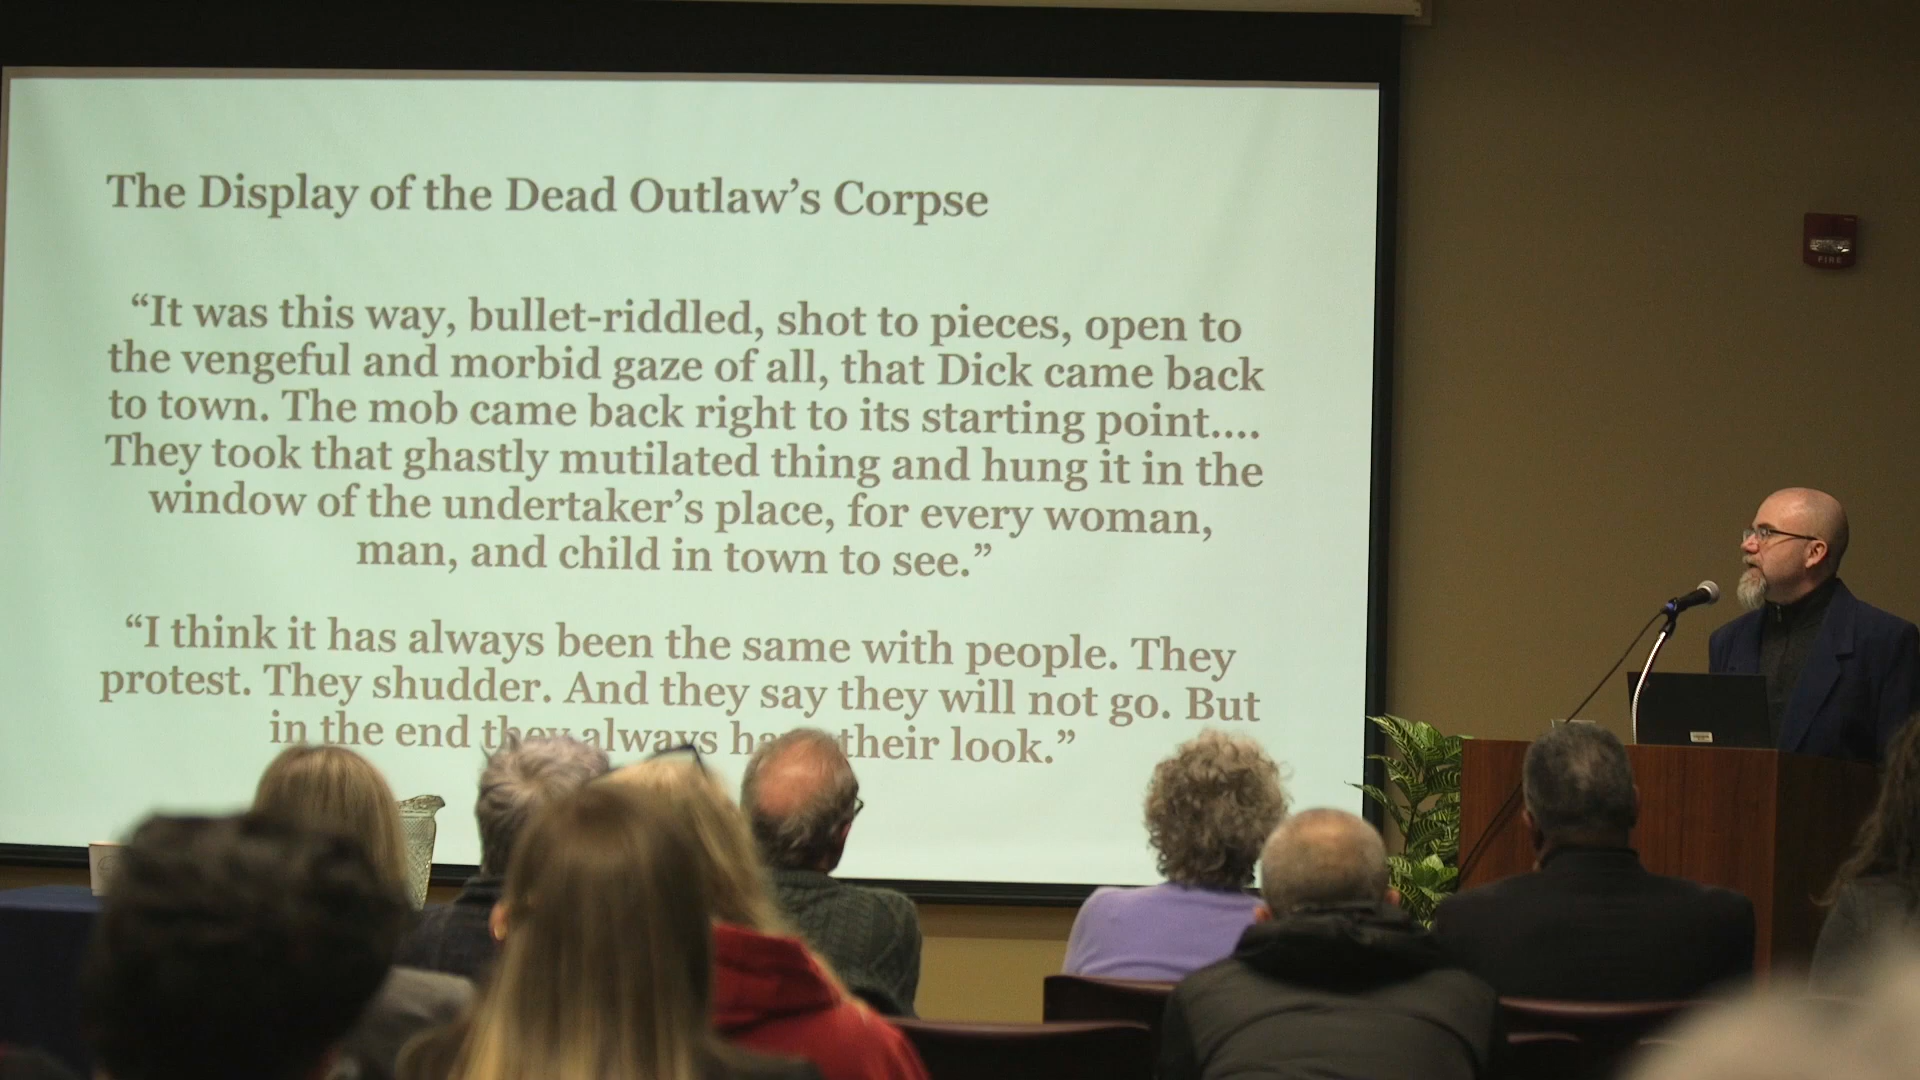 The Display of the Dead Outlaw's Corpse
“It was this way, bullet-riddled, shot to pieces, open to
the vengeful and morbid gaze of all, that Dick came back
to town. The mob came back right to its starting point....
They took that ghastly mutilated thing and hung it in the
window of the undertaker’s place, for every woman,
man, and child in town to see.”
“I think it has always been the same with people. They
protest. They shudder. And they say they will not go. But
in the end they always have their look.”
FIRE